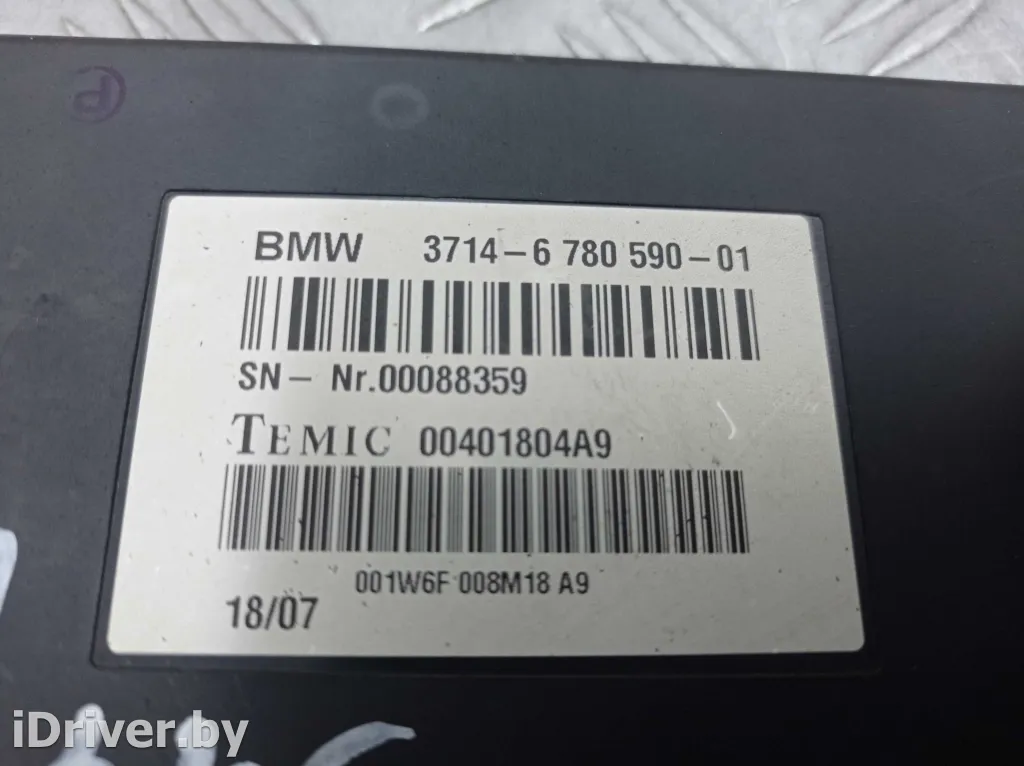 P
BMW 3714-6 780 590-01
SN- Nr.00088359
TEMIC 00401804A9
001W6F 008M18 A9
18/07
iDriver.by